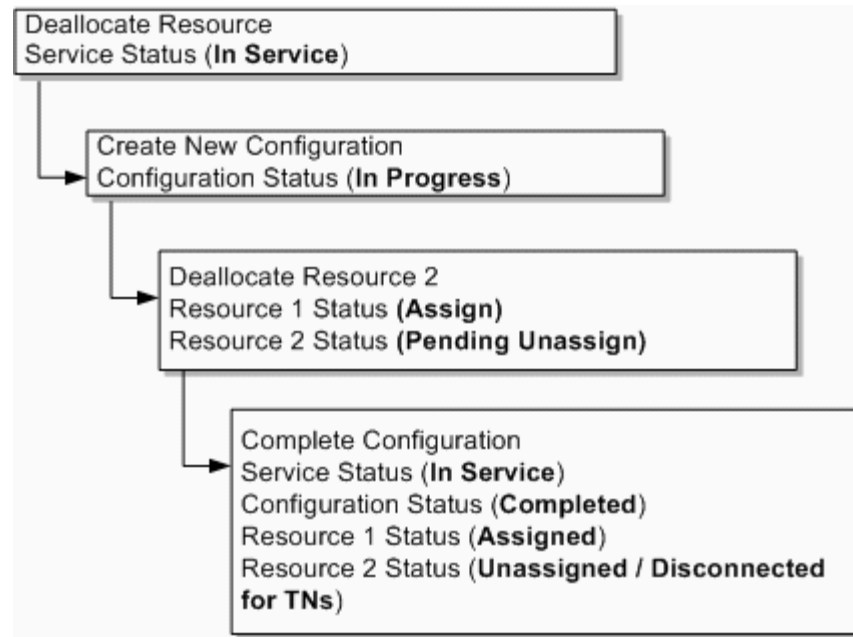 Deallocate Resource
Service Status (In Service)
Create New Configuration
Configuration Status (In Progress)
Deallocate Resource 2
Resource 1 Status (Assign)
Resource 2 Status (Pending Unassign)
Complete Configuration
Service Status (In Service)
Configuration Status (Completed)
Resource 1 Status (Assigned)
Resource 2 Status (Unassigned / Disconnected
for TNs)